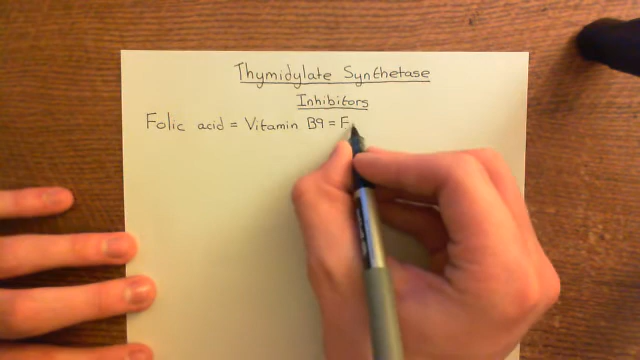 Thymidylate Synthetase
Inhibitors
Folic acid = Vitamin B9 = F